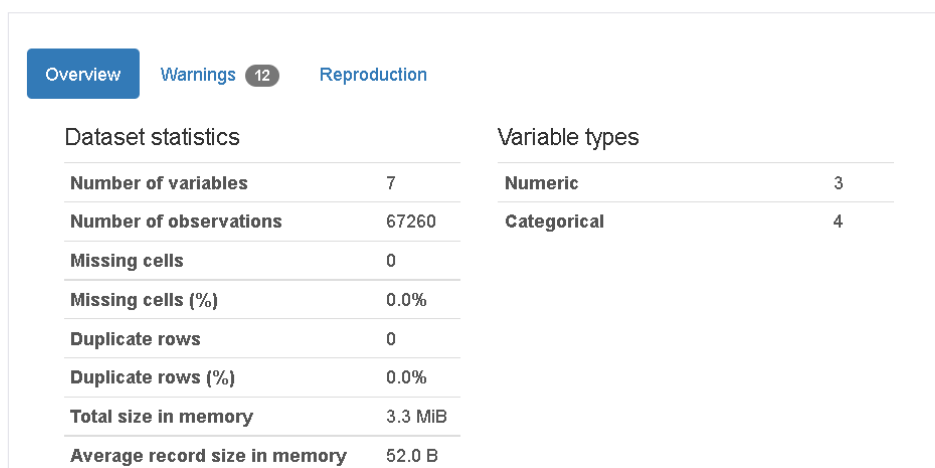 Overview Warnings 12 Reproduction
Dataset statistics
Number of variables 7
Number of observations 67260
Missing cells 0
Missing cells (%) 0.0%
Duplicate rows 0
Duplicate rows (%) 0.0%
Total size in memory 3.3 MiB
Average record size in memory 52.0 B
Variable types
Numeric 3
Categorical 4